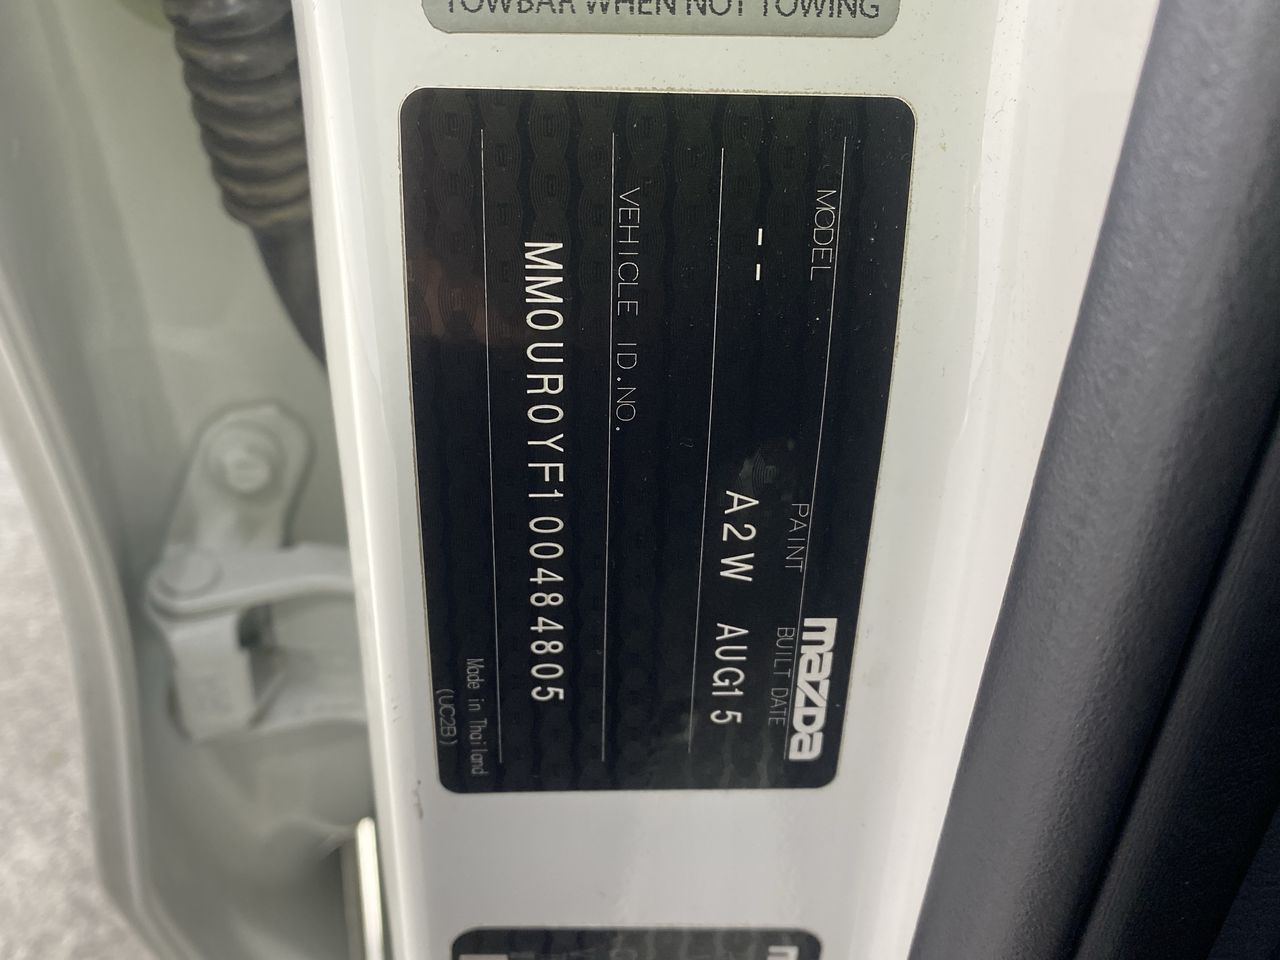 TOWBAR WHEN NOT TOWING
mazda
MODEL PAINT BUILT DATE
-- A2W AUG15
VEHICLE ID.NO.
MM0UR0YF100484805
Made in Thailand
(UC2B)